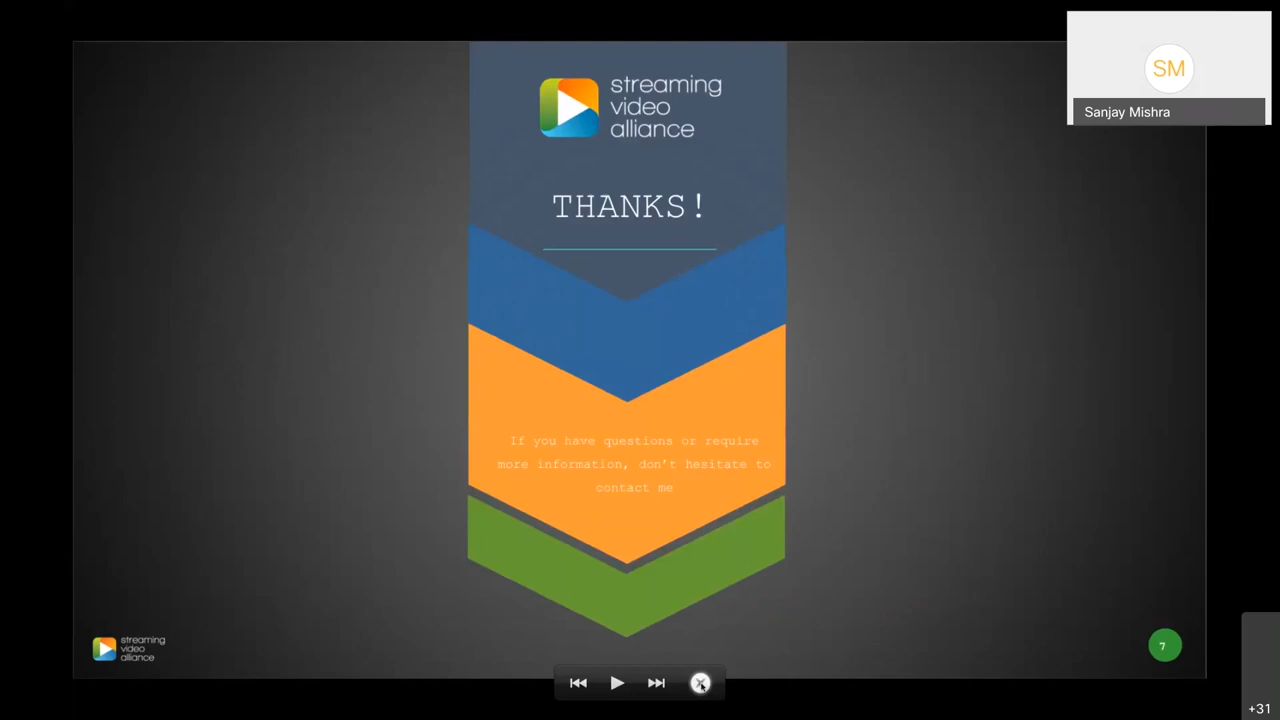 streaming
video
alliance
THANKS!
If you have questions or require
more information, don't hesitate to
contact me
streaming
video
alliance
7
SM
Sanjay Mishra
+31